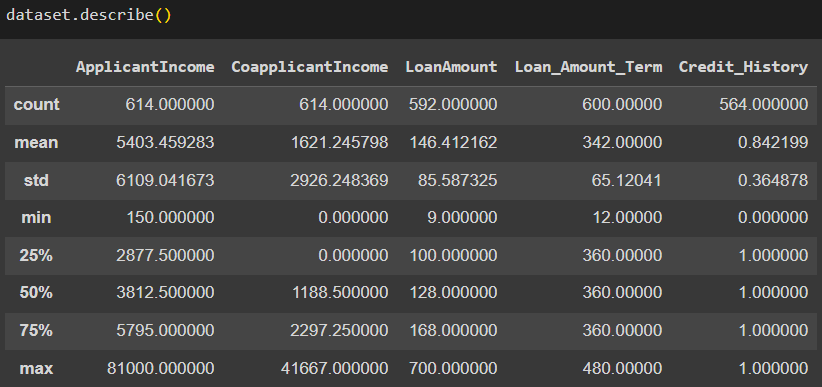 dataset.describe()
ApplicantIncome CoapplicantIncome LoanAmount Loan_Amount_Term Credit_History
count 614.000000 614.000000 592.000000 600.00000 564.000000
mean 5403.459283 1621.245798 146.412162 342.00000 0.842199
std 6109.041673 2926.248369 85.587325 65.12041 0.364878
min 150.000000 0.000000 9.000000 12.00000 0.000000
25% 2877.500000 0.000000 100.000000 360.00000 1.000000
50% 3812.500000 1188.500000 128.000000 360.00000 1.000000
75% 5795.000000 2297.250000 168.000000 360.00000 1.000000
max 81000.000000 41667.000000 700.000000 480.00000 1.000000